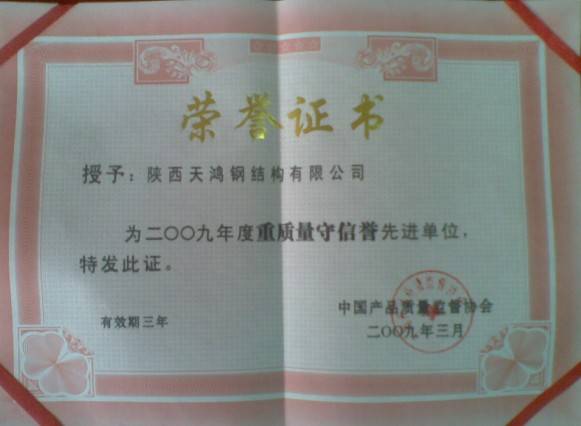 荣誉证书
授予：陕西天鸿钢结构有限公司
为二〇〇九年度重质量守信誉先进单位，
特发此证。
中国产品质量监督协会
有效期三年
二〇〇九年三月